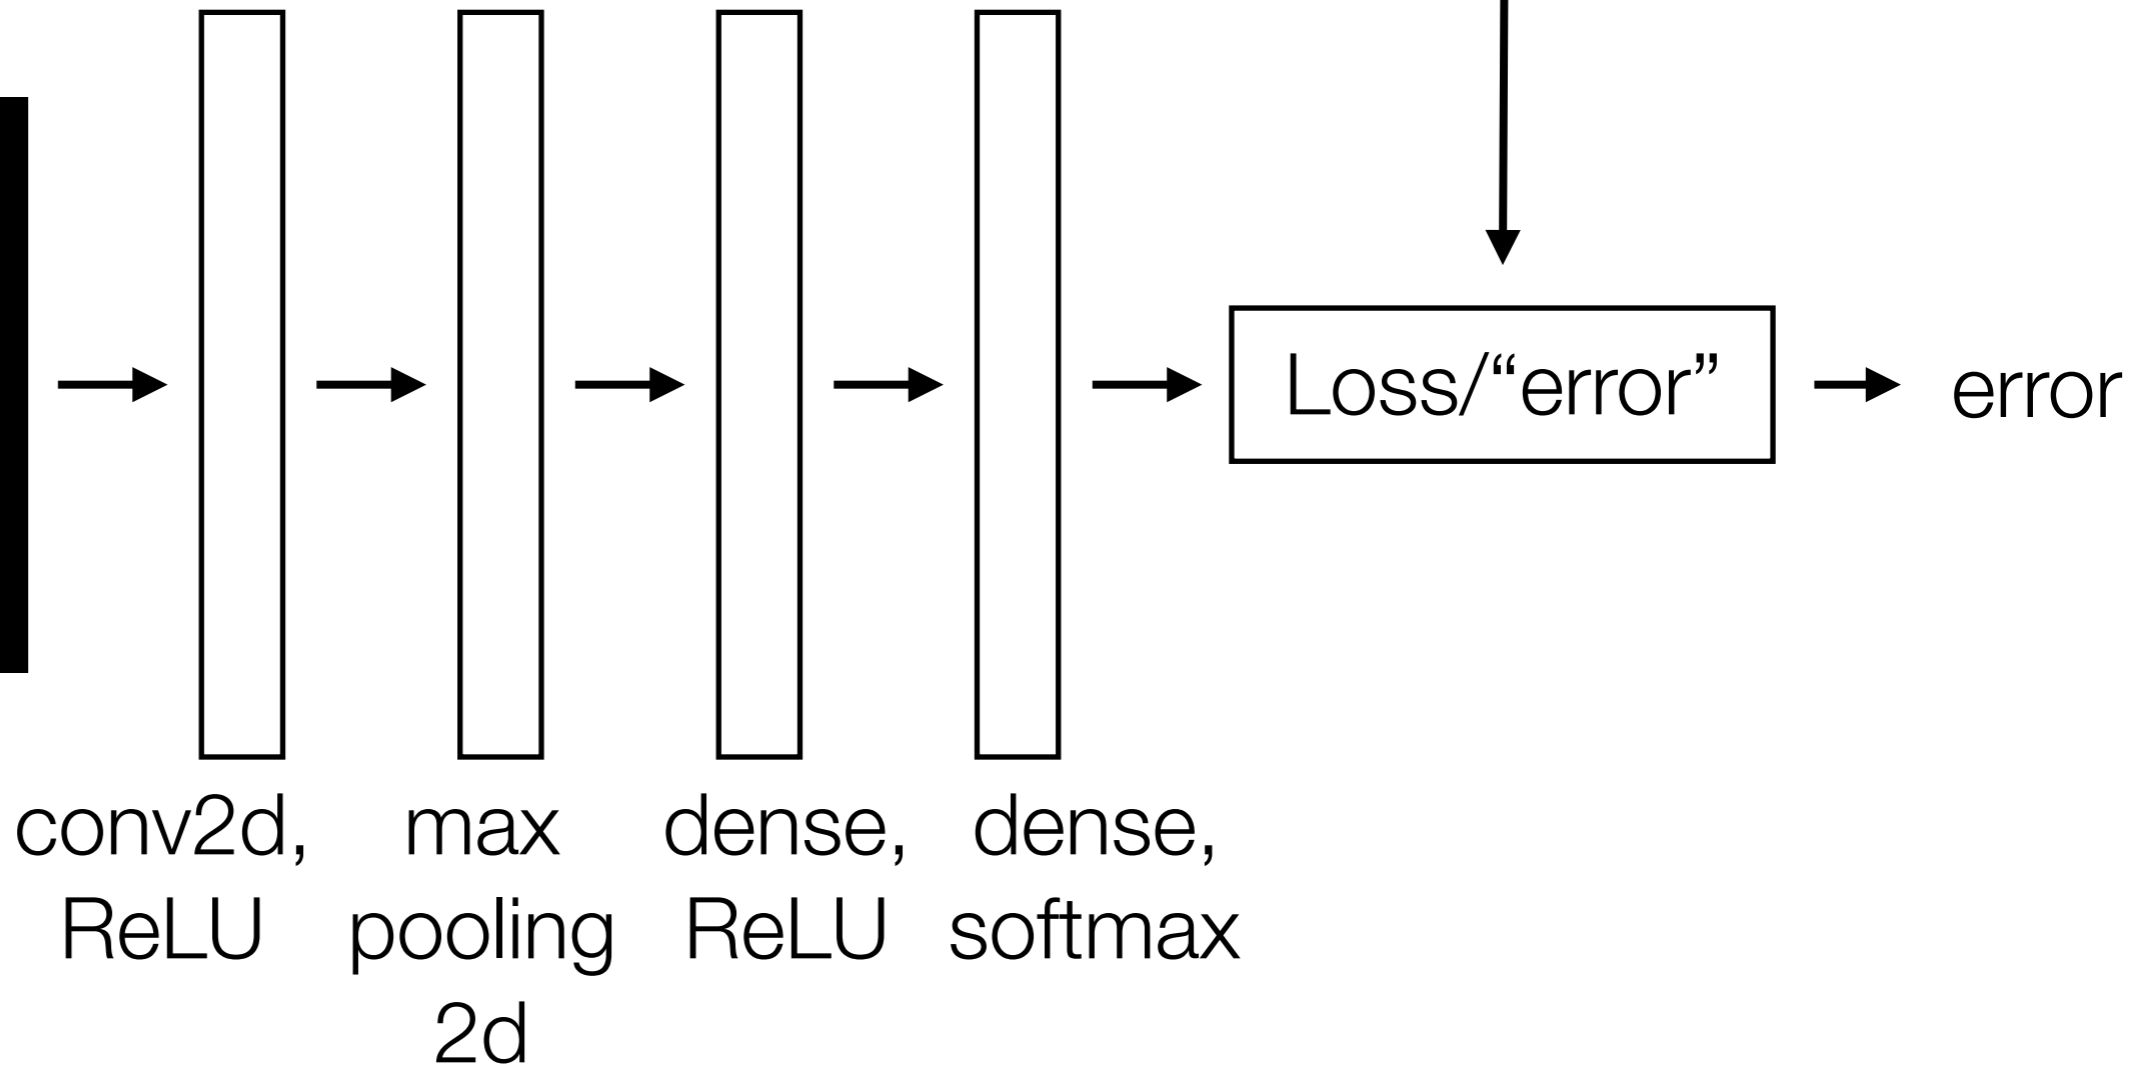 Loss/“error”
error
conv2d,
ReLU
max
pooling
2d
dense,
ReLU
dense,
softmax